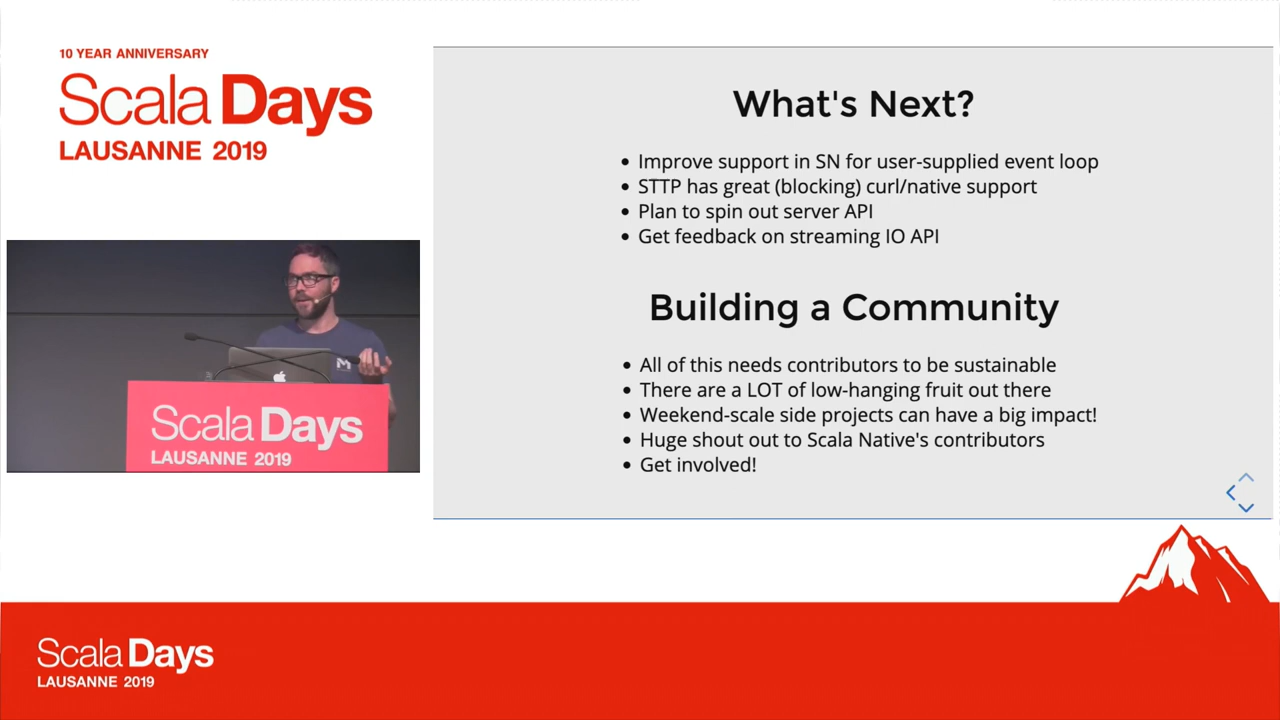 10 YEAR ANNIVERSARY
Scala Days
LAUSANNE 2019
What's Next?
Improve support in SN for user-supplied event loop
STTP has great (blocking) curl/native support
Plan to spin out server API
Get feedback on streaming IO API
Building a Community
All of this needs contributors to be sustainable
There are a LOT of low-hanging fruit out there
Weekend-scale side projects can have a big impact!
Huge shout out to Scala Native's contributors
Get involved!
M
Scala Days
LAUSANNE 2019
Scala Days
LAUSANNE 2019